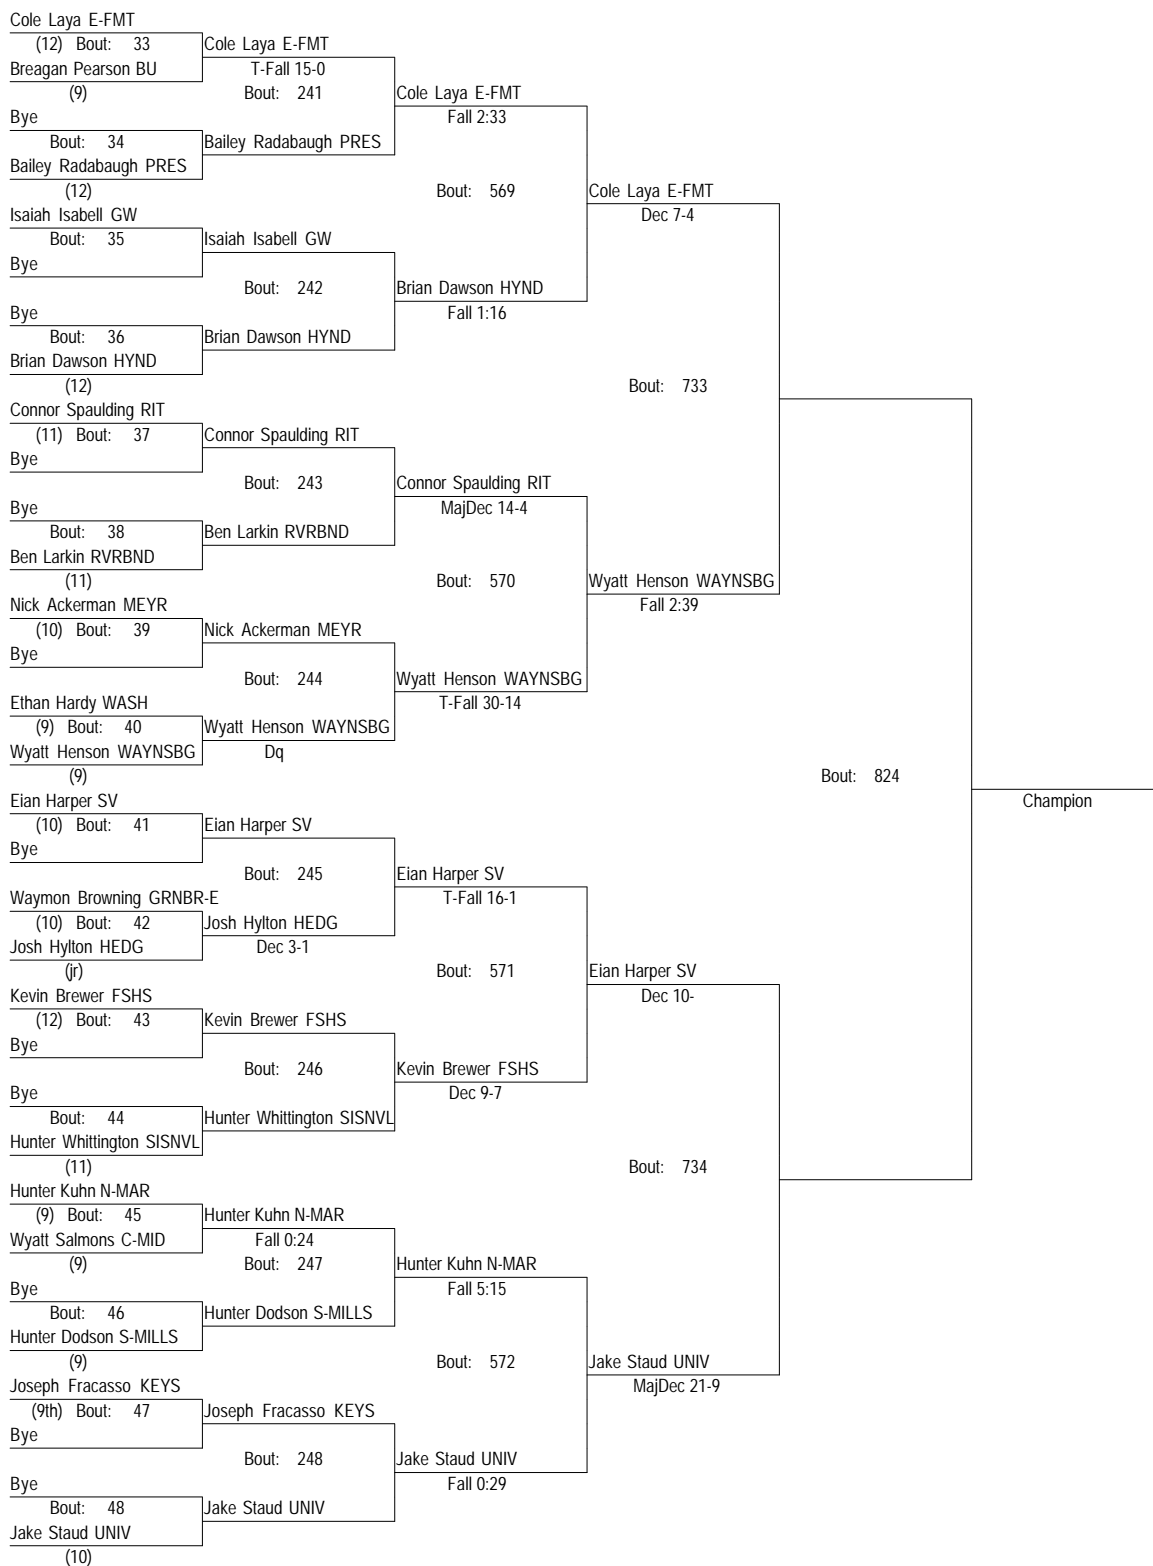 Cole Laya E-FMT
(12) Bout: 33 Cole Laya E-FMT
Breagan Pearson BU T-Fall 15-0
(9) Bout: 241 Cole Laya E-FMT
Bye Fall 2:33
Bout: 34 Bailey Radabaugh PRES
Bailey Radabaugh PRES
(12) Bout: 569 Cole Laya E-FMT
Isaiah Isabell GW Dec 7-4
Bout: 35 Isaiah Isabell GW
Bye
Bout: 242 Brian Dawson HYND
Bye Fall 1:16
Bout: 36 Brian Dawson HYND
Brian Dawson HYND
(12) Bout: 733
Connor Spaulding RIT
(11) Bout: 37 Connor Spaulding RIT
Bye
Bout: 243 Connor Spaulding RIT
Bye MajDec 14-4
Bout: 38 Ben Larkin RVRBND
Ben Larkin RVRBND
(11) Bout: 570 Wyatt Henson WAYNSBG
Nick Ackerman MEYR Fall 2:39
(10) Bout: 39 Nick Ackerman MEYR
Bye
Bout: 244 Wyatt Henson WAYNSBG
Ethan Hardy WASH T-Fall 30-14
(9) Bout: 40 Wyatt Henson WAYNSBG
Wyatt Henson WAYNSBG Dq
(9) Bout: 824
Eian Harper SV Champion
(10) Bout: 41 Eian Harper SV
Bye
Bout: 245 Eian Harper SV
Waymon Browning GRNBR-E T-Fall 16-1
(10) Bout: 42 Josh Hylton HEDG
Josh Hylton HEDG Dec 3-1
(jr) Bout: 571 Eian Harper SV
Kevin Brewer FSHS Dec 10-
(12) Bout: 43 Kevin Brewer FSHS
Bye
Bout: 246 Kevin Brewer FSHS
Bye Dec 9-7
Bout: 44 Hunter Whittington SISNVL
Hunter Whittington SISNVL
(11) Bout: 734
Hunter Kuhn N-MAR
(9) Bout: 45 Hunter Kuhn N-MAR
Wyatt Salmons C-MID Fall 0:24
(9) Bout: 247 Hunter Kuhn N-MAR
Bye Fall 5:15
Bout: 46 Hunter Dodson S-MILLS
Hunter Dodson S-MILLS
(9) Bout: 572 Jake Staud UNIV
Joseph Fracasso KEYS MajDec 21-9
(9th) Bout: 47 Joseph Fracasso KEYS
Bye
Bout: 248 Jake Staud UNIV
Bye Fall 0:29
Bout: 48 Jake Staud UNIV
Jake Staud UNIV
(10)